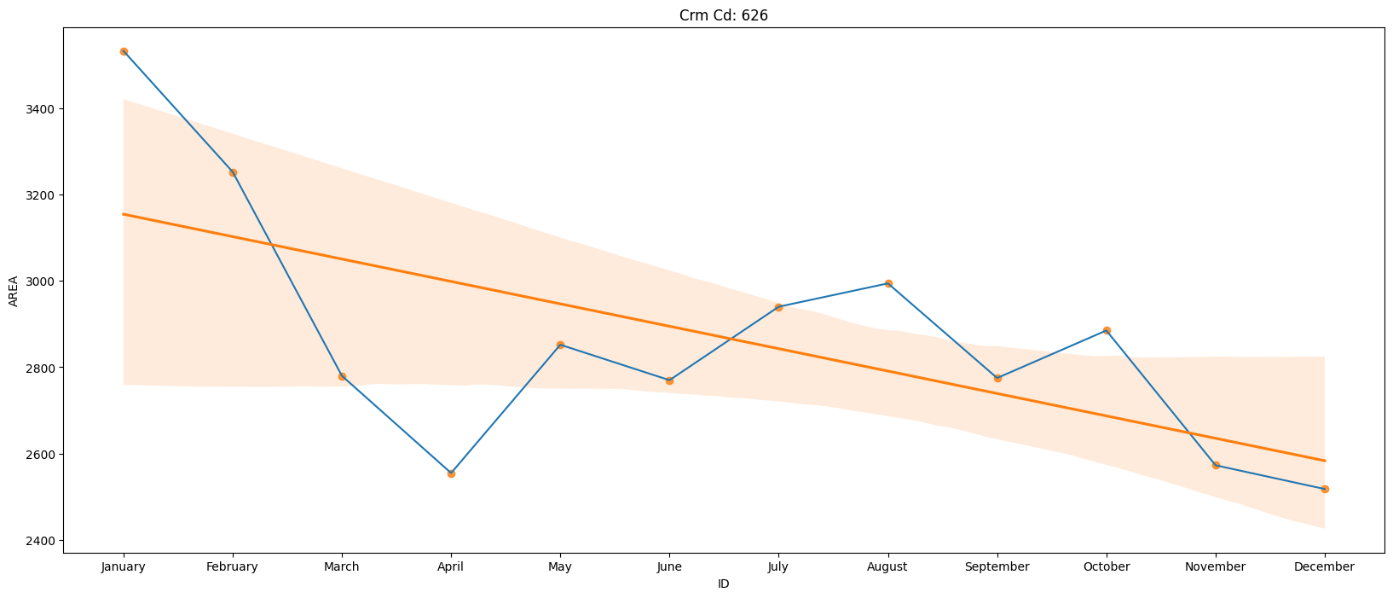 Crm Cd: 626
AREA
3400
3200
3000
2800
2600
2400
January February March April May June July August September October November December
ID